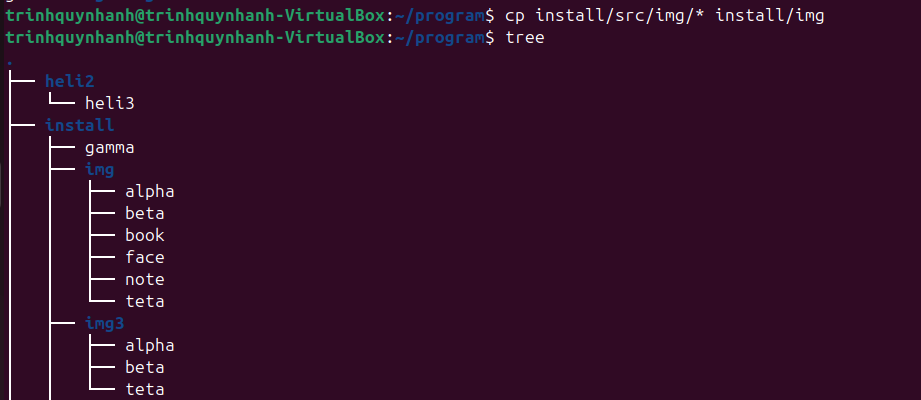 trinhquynhanh@trinhquynhanh-VirtualBox:~/program$ cp install/src/img/* install/img
trinhquynhanh@trinhquynhanh-VirtualBox:~/program$ tree
.
├── heli2
│   └── heli3
├── install
│   ├── gamma
│   ├── img
│   │   ├── alpha
│   │   ├── beta
│   │   ├── book
│   │   ├── face
│   │   ├── note
│   │   └── teta
│   ├── img3
│   │   ├── alpha
│   │   ├── beta
│   │   └── teta